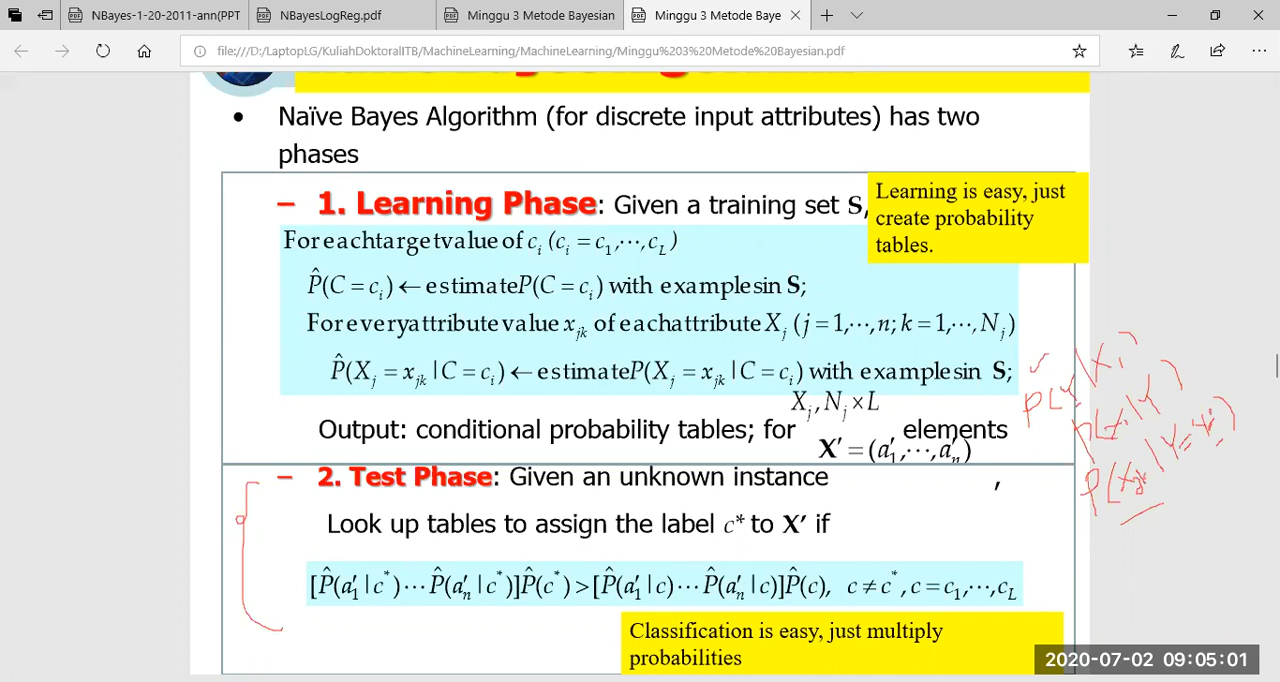 NBayes-1-20-2011-ann(PPT
NBayesLogReg.pdf
Minggu 3 Metode Bayesian
Minggu 3 Metode Baye
file:///D:/LaptopLG/KuliahDoktoralITB/MachineLearning/MachineLearning/Minggu%203%20Metode%20Bayesian.pdf
• Naïve Bayes Algorithm (for discrete input attributes) has two
phases
– 1. Learning Phase: Given a training set S,
Learning is easy, just
create probability
tables.
For each target value of c_i (c_i = c_1,⋯,c_L)
P̂(C = c_i) ← estimate P(C = c_i) with examples in S;
For every attribute value x_jk of each attribute X_j (j = 1,⋯,n; k = 1,⋯,N_j)
P̂(X_j = x_jk | C = c_i) ← estimate P(X_j = x_jk | C = c_i) with examples in S;
X_j, N_j × L
Output: conditional probability tables; for elements
X′ = (a′_1,⋯,a′_n)
– 2. Test Phase: Given an unknown instance ,
Look up tables to assign the label c* to X′ if
[P̂(a′_1 | c*)⋯P̂(a′_n | c*)]P̂(c*) > [P̂(a′_1 | c)⋯P̂(a′_n | c)]P̂(c), c ≠ c*, c = c_1,⋯,c_L
Classification is easy, just multiply
probabilities
2020-07-02 09:05:01